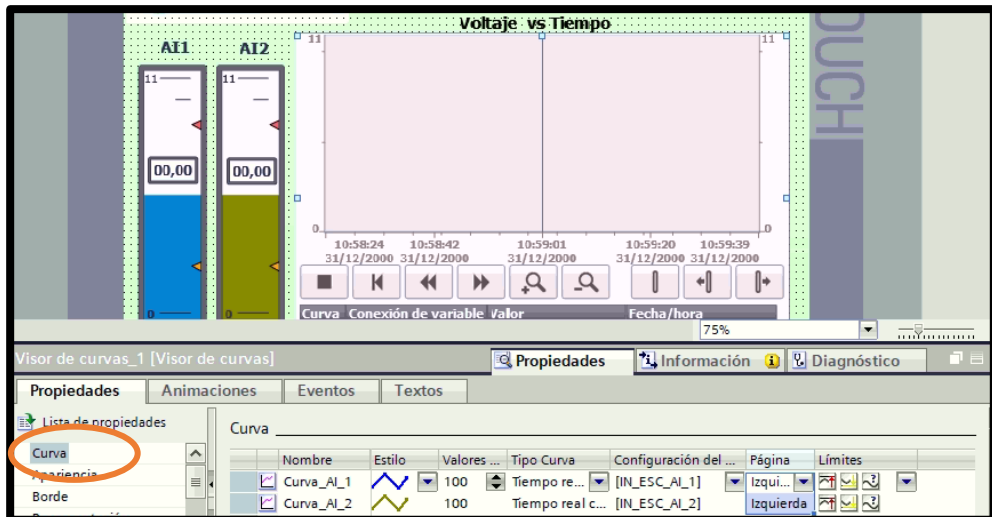 Voltaje vs Tiempo
AI1 AI2
11 11 11 11
OUCH
00,00 00,00
0 0
10:58:24 10:58:42 10:59:01 10:59:20 10:59:39
31/12/2000 31/12/2000 31/12/2000 31/12/2000 31/12/2000
0 0
Curva Conexión de variable Valor Fecha/hora
75%
Visor de curvas_1 [Visor de curvas] Propiedades Información Diagnóstico
Propiedades Animaciones Eventos Textos
Lista de propiedades
Curva
Curva
Apariencia
Borde
Nombre Estilo Valores ... Tipo Curva Configuración del ... Página Límites
Curva_AI_1 100 Tiempo re... [IN_ESC_AI_1] Izqui...
Curva_AI_2 100 Tiempo real c... [IN_ESC_AI_2] Izquierda